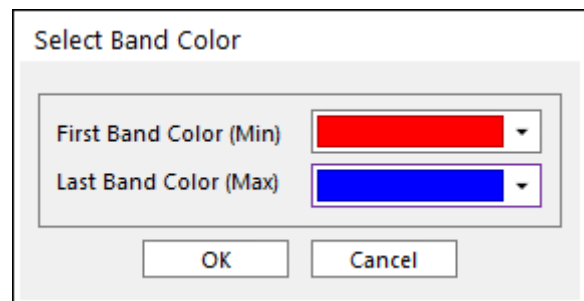 Select Band Color
First Band Color (Min)
Last Band Color (Max)
OK Cancel